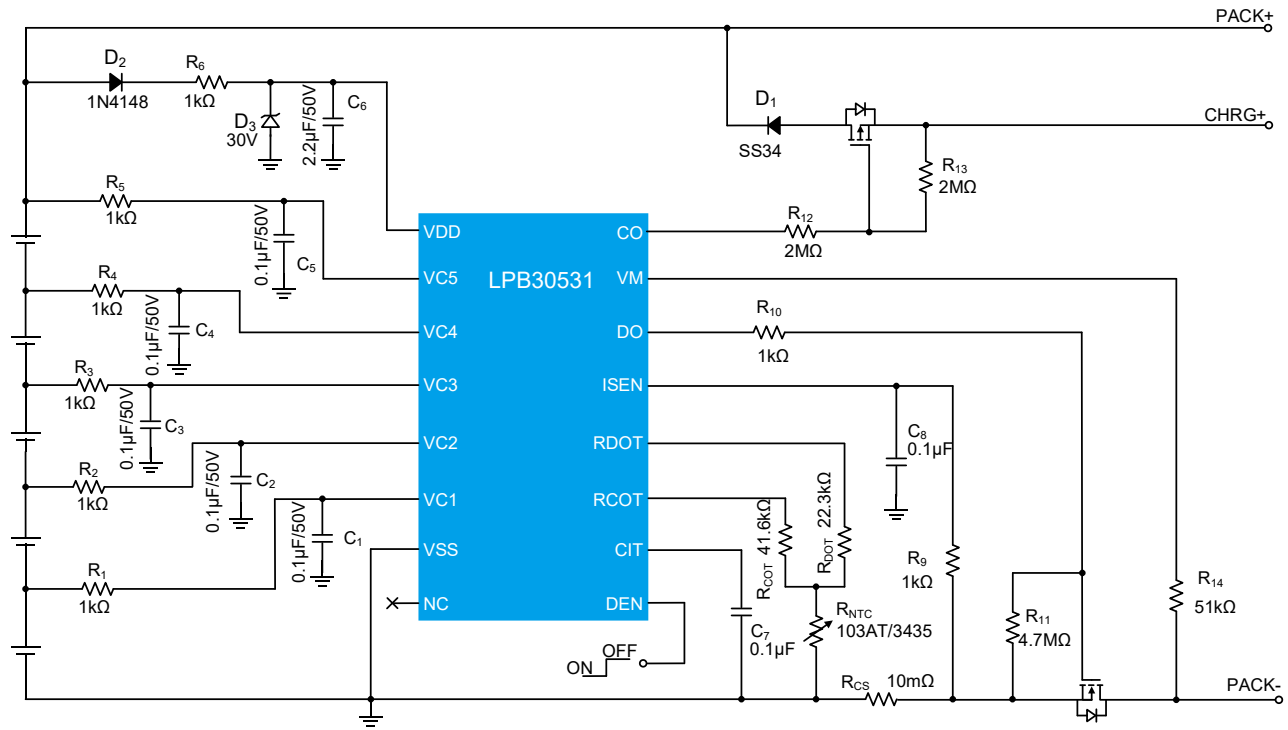 PACK+
D2
1N4148
R6
1kΩ
D3
30V
2.2μF/50V
C6
D1
SS34
CHRG+
R13
2MΩ
R5
1kΩ
0.1μF/50V
C5
R12
2MΩ
LPB30531
VDD
VC5
VC4
VC3
VC2
VC1
VSS
NC
CO
VM
DO
ISEN
RDOT
RCOT
CIT
DEN
R4
1kΩ
0.1μF/50V
C4
R10
1kΩ
R3
1kΩ
0.1μF/50V
C3
C8
0.1μF
R2
1kΩ
0.1μF/50V
C2
RCOT 41.6kΩ
RDOT 22.3kΩ
R1
1kΩ
0.1μF/50V
C1
R9
1kΩ
R14
51kΩ
C7
0.1μF
RNTC
103AT/3435
R11
4.7MΩ
ON OFF
RCS 10mΩ
PACK-